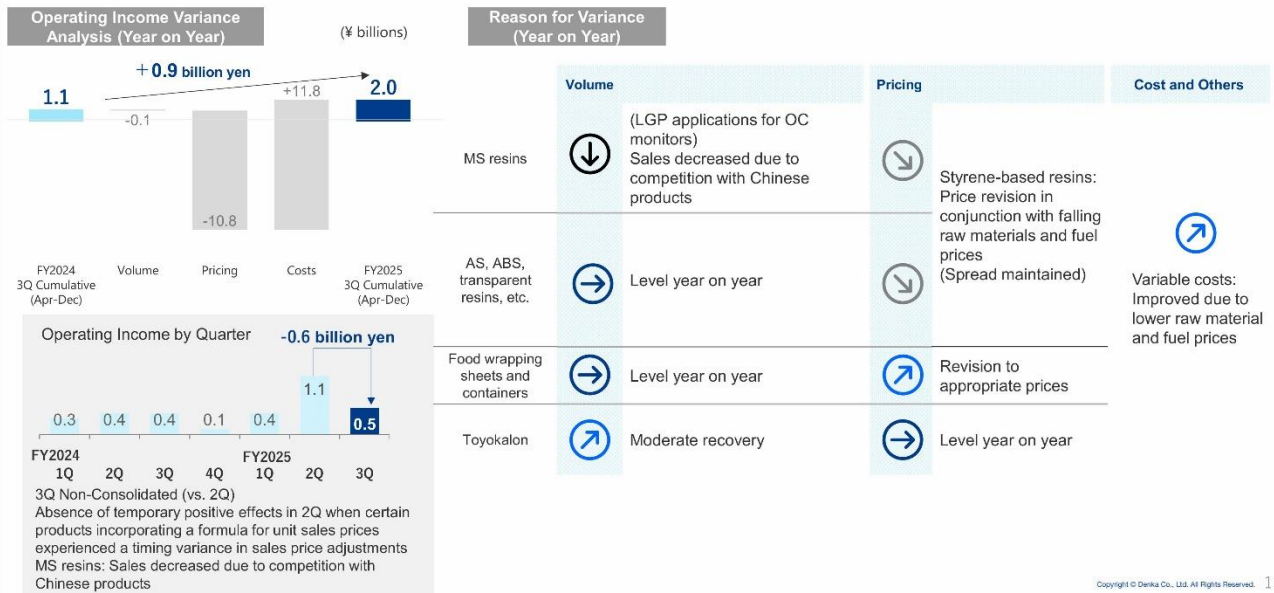 Operating Income Variance
Analysis (Year on Year)
(¥ billions)
+0.9 billion yen
1.1
-0.1
-10.8
+11.8
2.0
FY2024
3Q Cumulative
(Apr-Dec)
Volume
Pricing
Costs
FY2025
3Q Cumulative
(Apr-Dec)
Operating Income by Quarter
-0.6 billion yen
0.3
0.4
0.4
0.1
0.4
1.1
0.5
FY2024
FY2025
1Q
2Q
3Q
4Q
1Q
2Q
3Q
3Q Non-Consolidated (vs. 2Q)
Absence of temporary positive effects in 2Q when certain
products incorporating a formula for unit sales prices
experienced a timing variance in sales price adjustments
MS resins: Sales decreased due to competition with
Chinese products
Reason for Variance
(Year on Year)
Volume
Pricing
Cost and Others
MS resins
(LGP applications for OC
monitors)
Sales decreased due to
competition with Chinese
products
Styrene-based resins:
Price revision in
conjunction with falling
raw materials and fuel
prices
(Spread maintained)
AS, ABS,
transparent
resins, etc.
Level year on year
Variable costs:
Improved due to
lower raw material
and fuel prices
Food wrapping
sheets and
containers
Level year on year
Revision to
appropriate prices
Toyokalon
Moderate recovery
Level year on year
Copyright © Denka Co., Ltd. All Rights Reserved.
1